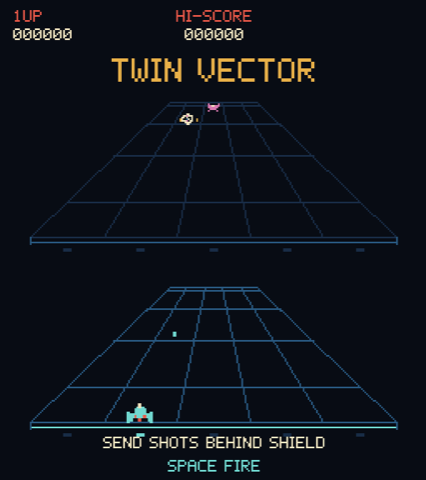 1UP
HI-SCORE
000000
000000
TWIN VECTOR
SEND SHOTS BEHIND SHIELD
SPACE FIRE